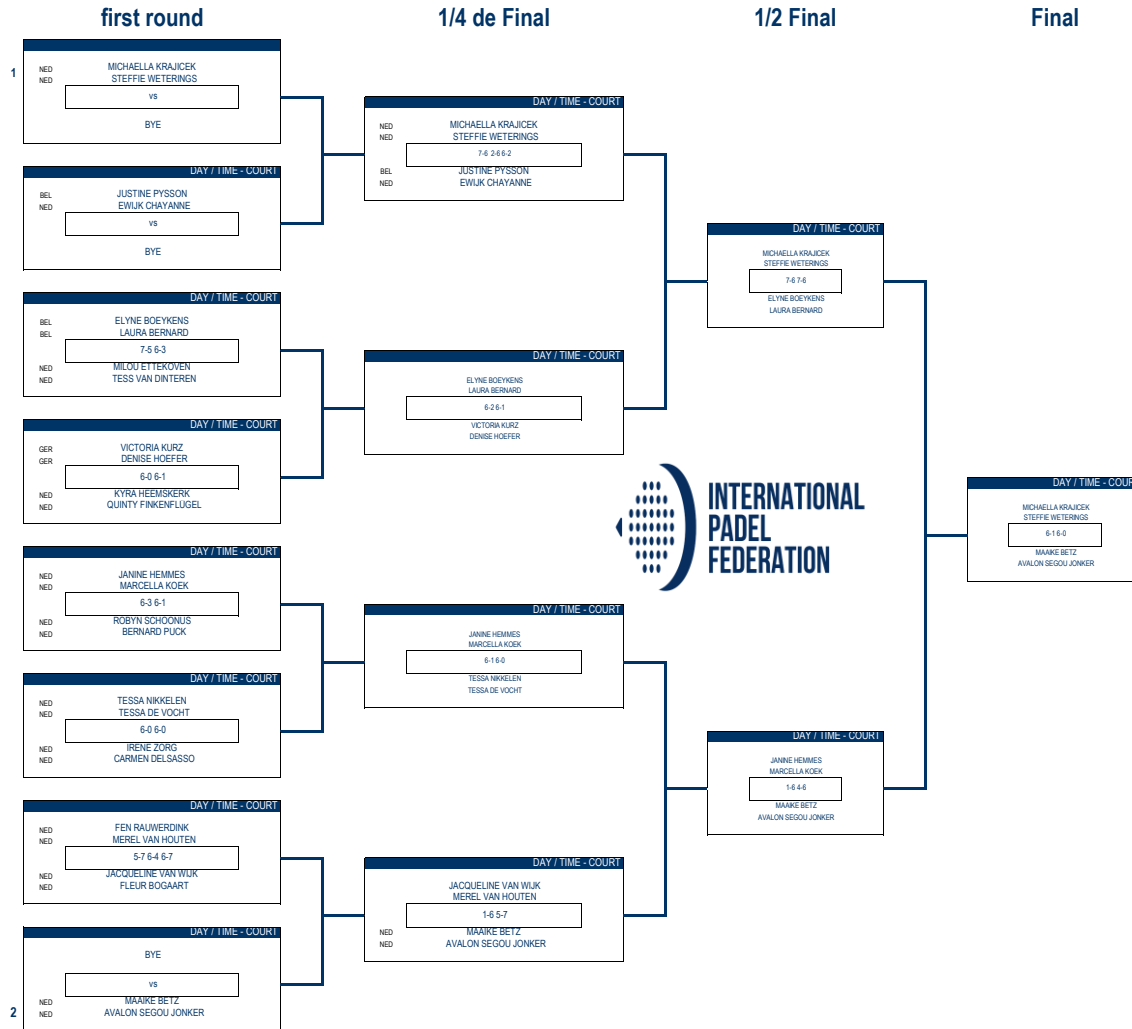 first round
1/4 de Final
1/2 Final
Final
1
NED MICHAELLA KRAJICEK
NED STEFFIE WETERINGS
vs
BYE
DAY / TIME - COURT
BEL JUSTINE PYSSON
NED EWIJK CHAYANNE
vs
BYE
DAY / TIME - COURT
BEL ELYNE BOEYKENS
BEL LAURA BERNARD
7-5 6-3
NED MILOU ETTEKOVEN
NED TESS VAN DINTEREN
DAY / TIME - COURT
GER VICTORIA KURZ
GER DENISE HOEFER
6-0 6-1
NED KYRA HEEMSKERK
NED QUINTY FINKENFLÜGEL
DAY / TIME - COURT
NED JANINE HEMMES
NED MARCELLA KOEK
6-3 6-1
NED ROBYN SCHOONUS
NED BERNARD PUCK
DAY / TIME - COURT
NED TESSA NIKKELEN
NED TESSA DE VOCHT
6-0 6-0
NED IRENE ZORG
NED CARMEN DELSASSO
DAY / TIME - COURT
NED FEN RAUWERDINK
NED MEREL VAN HOUTEN
5-7 6-4 6-7
NED JACQUELINE VAN WIJK
NED FLEUR BOGAART
DAY / TIME - COURT
BYE
vs
NED MAAIKE BETZ
2 NED AVALON SEGOU JONKER
DAY / TIME - COURT
NED MICHAELLA KRAJICEK
NED STEFFIE WETERINGS
7-6 2-6 6-2
BEL JUSTINE PYSSON
NED EWIJK CHAYANNE
DAY / TIME - COURT
ELYNE BOEYKENS
LAURA BERNARD
6-2 6-1
VICTORIA KURZ
DENISE HOEFER
DAY / TIME - COURT
JANINE HEMMES
MARCELLA KOEK
6-1 6-0
TESSA NIKKELEN
TESSA DE VOCHT
DAY / TIME - COURT
JACQUELINE VAN WIJK
MEREL VAN HOUTEN
1-6 5-7
NED MAAIKE BETZ
NED AVALON SEGOU JONKER
DAY / TIME - COURT
MICHAELLA KRAJICEK
STEFFIE WETERINGS
7-6 7-6
ELYNE BOEYKENS
LAURA BERNARD
INTERNATIONAL
PADEL
FEDERATION
DAY / TIME - COURT
JANINE HEMMES
MARCELLA KOEK
1-6 4-6
MAAIKE BETZ
AVALON SEGOU JONKER
DAY / TIME - COUR
MICHAELLA KRAJICEK
STEFFIE WETERINGS
6-1 6-0
MAAIKE BETZ
AVALON SEGOU JONKER